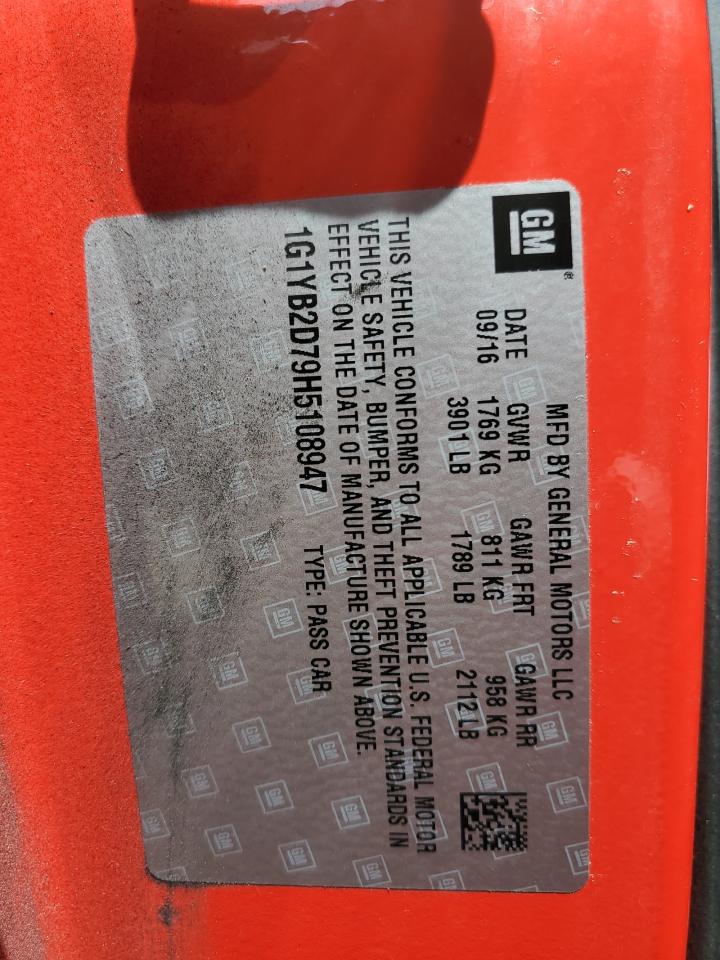 GM®
MFD BY GENERAL MOTORS LLC
DATE GVWR GAWR FRT GAWR RR
09/16 1769 KG 811 KG 958 KG
3901 LB 1789 LB 2112 LB
THIS VEHICLE CONFORMS TO ALL APPLICABLE U.S. FEDERAL MOTOR
VEHICLE SAFETY, BUMPER, AND THEFT PREVENTION STANDARDS IN
EFFECT ON THE DATE OF MANUFACTURE SHOWN ABOVE.
1G1YB2D79H5108947 TYPE: PASS CAR